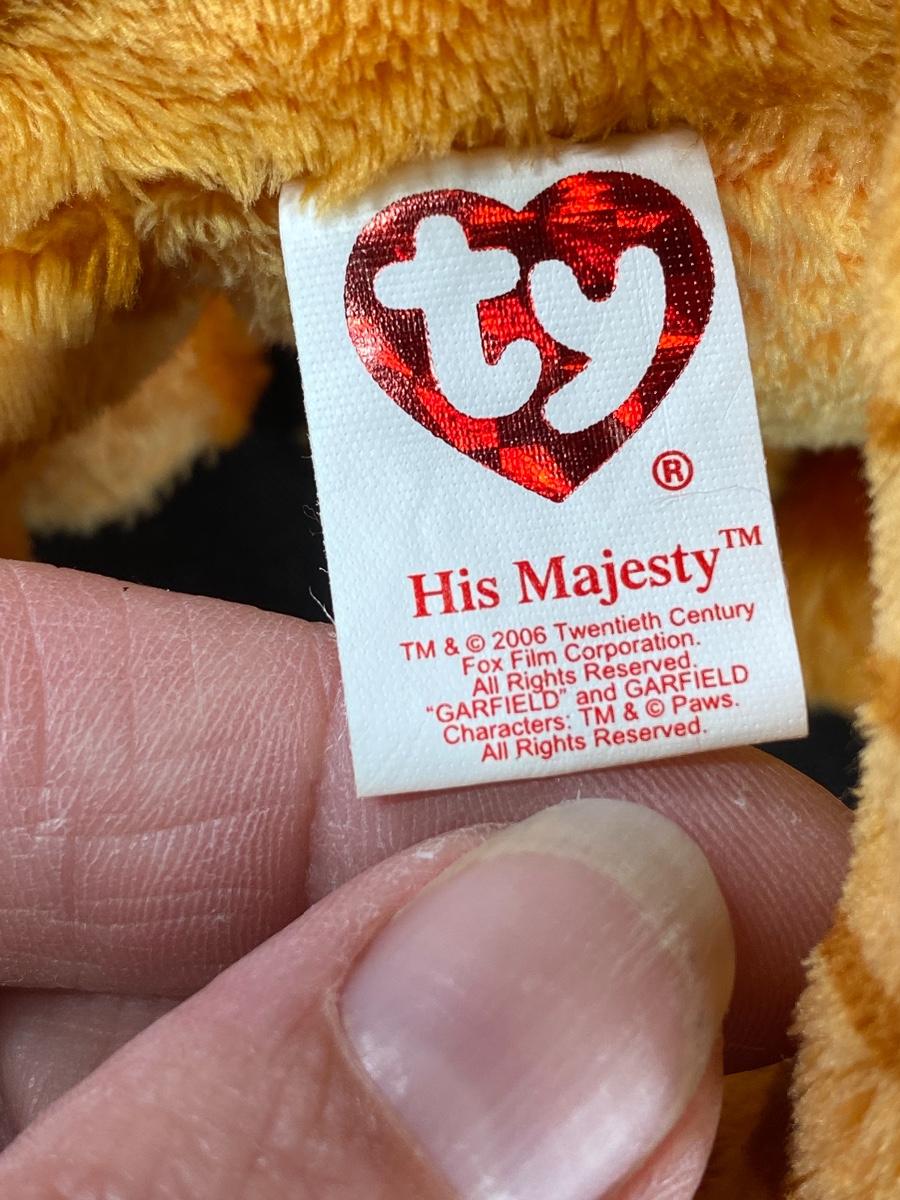 ty
®
His Majesty™
TM & © 2006 Twentieth Century
Fox Film Corporation.
All Rights Reserved.
"GARFIELD" and GARFIELD
Characters: TM & © Paws.
All Rights Reserved.